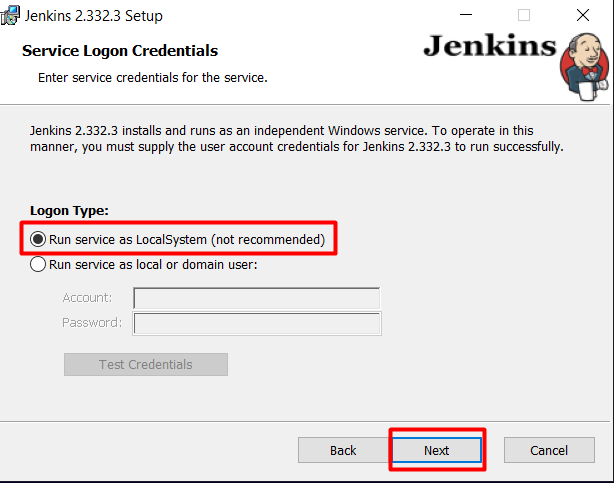 Jenkins 2.332.3 Setup
Service Logon Credentials
Enter service credentials for the service.
Jenkins
Jenkins 2.332.3 installs and runs as an independent Windows service. To operate in this
manner, you must supply the user account credentials for Jenkins 2.332.3 to run successfully.
Logon Type:
Run service as LocalSystem (not recommended)
Run service as local or domain user:
Account:
Password:
Test Credentials
Back
Next
Cancel